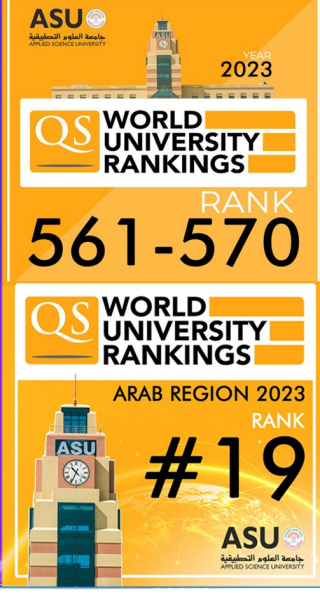 ASU
جامعة العلوم التطبيقية
APPLIED SCIENCE UNIVERSITY
ASU
YEAR
2023
QS
WORLD
UNIVERSITY
RANKINGS
RANK
561-570
QS
WORLD
UNIVERSITY
RANKINGS
ARAB REGION 2023
RANK
#19
ASU
ASU
جامعة العلوم التطبيقية
APPLIED SCIENCE UNIVERSITY